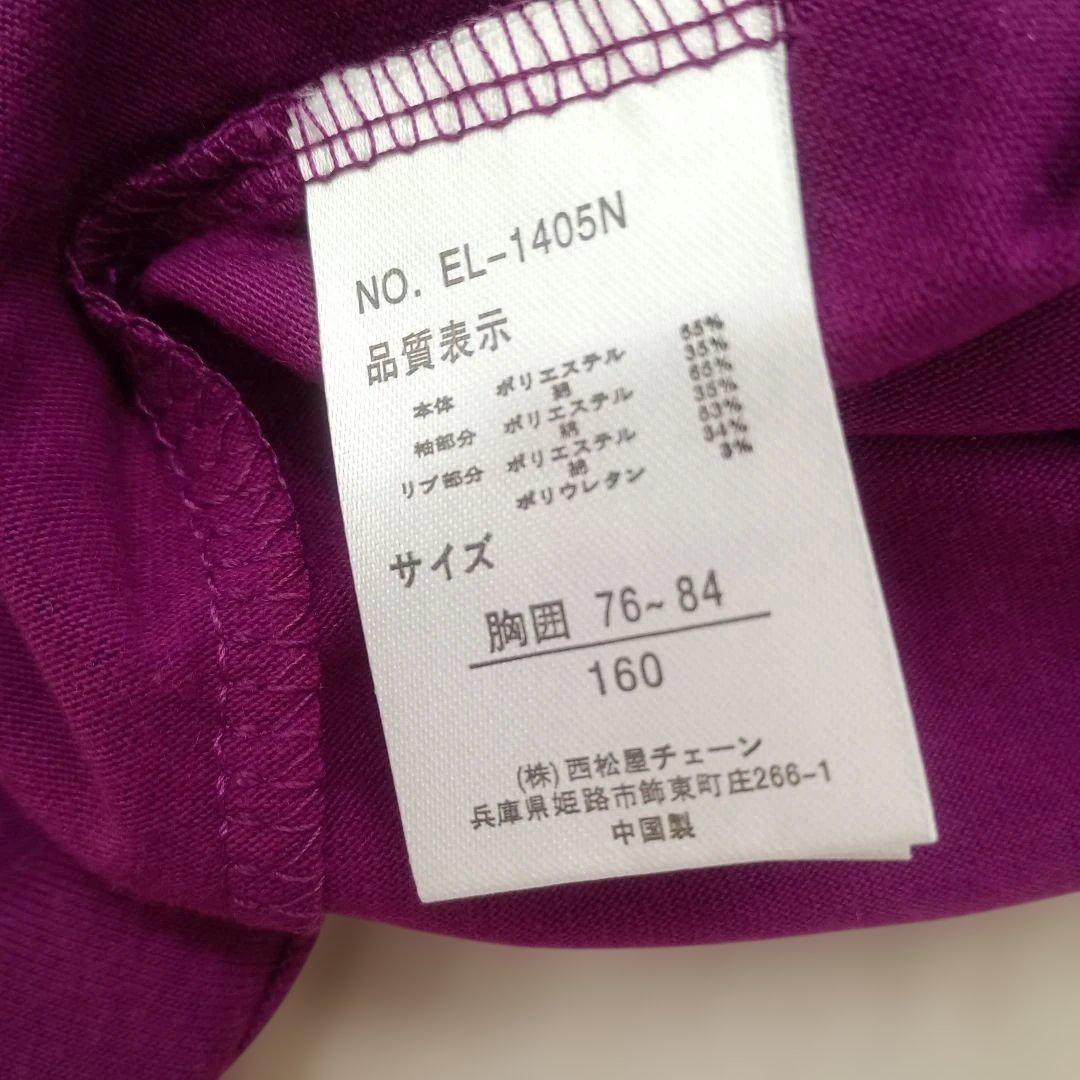 NO. EL-1405N
品質表示
本体 ポリエステル 65%
綿 35%
袖部分 ポリエステル 65%
綿 35%
リブ部分 ポリエステル 63%
綿 34%
ポリウレタン 3%
サイズ
胸囲 76~84
160
(株)西松屋チェーン
兵庫県姫路市飾東町庄266-1
中国製